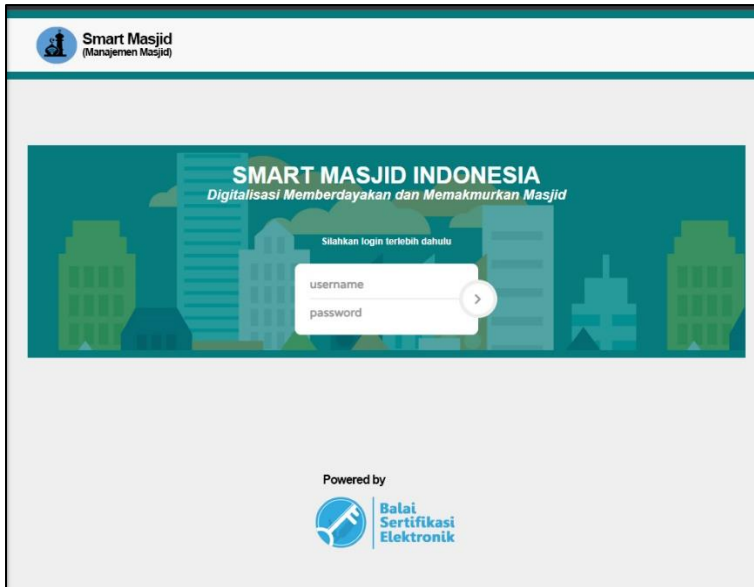 Smart Masjid
(Manajemen Masjid)
SMART MASJID INDONESIA
Digitalisasi Memberdayakan dan Memakmurkan Masjid
Silahkan login terlebih dahulu
username
password
Powered by
Balai
Sertifikasi
Elektronik